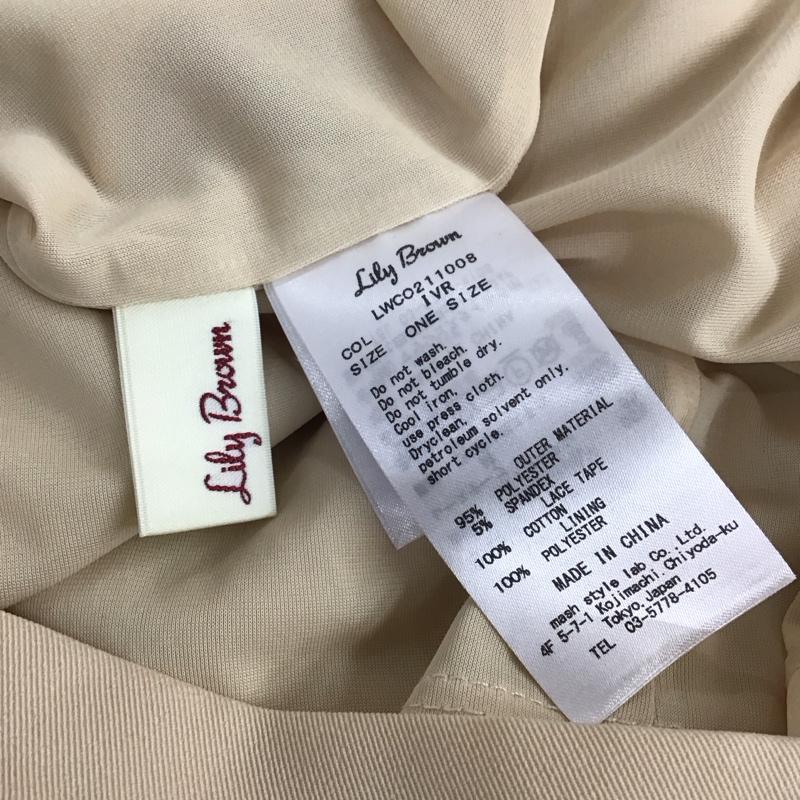 Lily Brown
Lily Brown
LWCO211008
COL IVR
SIZE ONE SIZE
Do not wash.
Do not bleach.
Do not tumble dry.
Cool iron,
use press cloth.
Dryclean,
petroleum solvent only.
short cycle.
OUTER MATERIAL
95% POLYESTER
5% SPANDEX
LACE TAPE
100% COTTON
LINING
100% POLYESTER
MADE IN CHINA
mash style lab Co. Ltd.
4F 5-7-1 Kojimachi.Chiyoda-ku
Tokyo.Japan
TEL 03-5778-4105